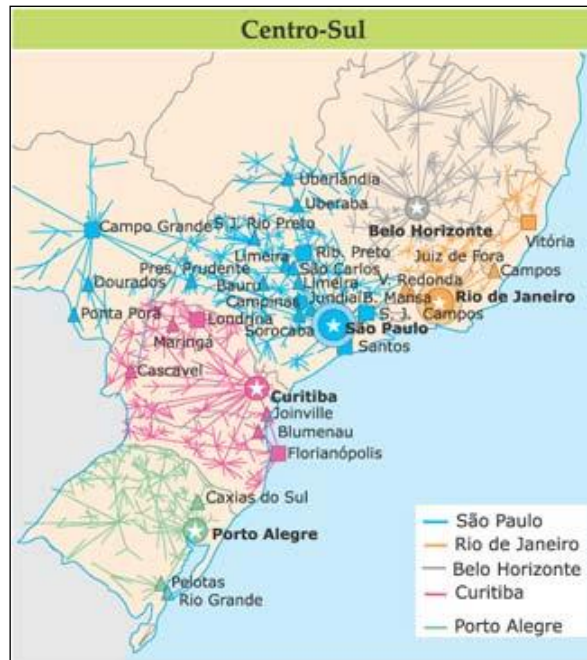 Centro-Sul
Uberlândia
Uberaba
Belo Horizonte
Campo Grande
S J. Rio Preto
Vitória
Limeira
Rib. Preto
Juiz de Fora
Pres. Prudente
São Carlos
Campos
Dourados
Bauru
Limeira
V. Redonda
Campinas
Jundiaí
B. Mansa
Rio de Janeiro
Ponta Porã
Londrina
Sorocaba
São Paulo
S. J. Campos
Maringá
Santos
Cascavel
Curitiba
Joinville
Blumenau
Florianópolis
Caxias do Sul
Porto Alegre
Pelotas
Rio Grande
São Paulo
Rio de Janeiro
Belo Horizonte
Curitiba
Porto Alegre